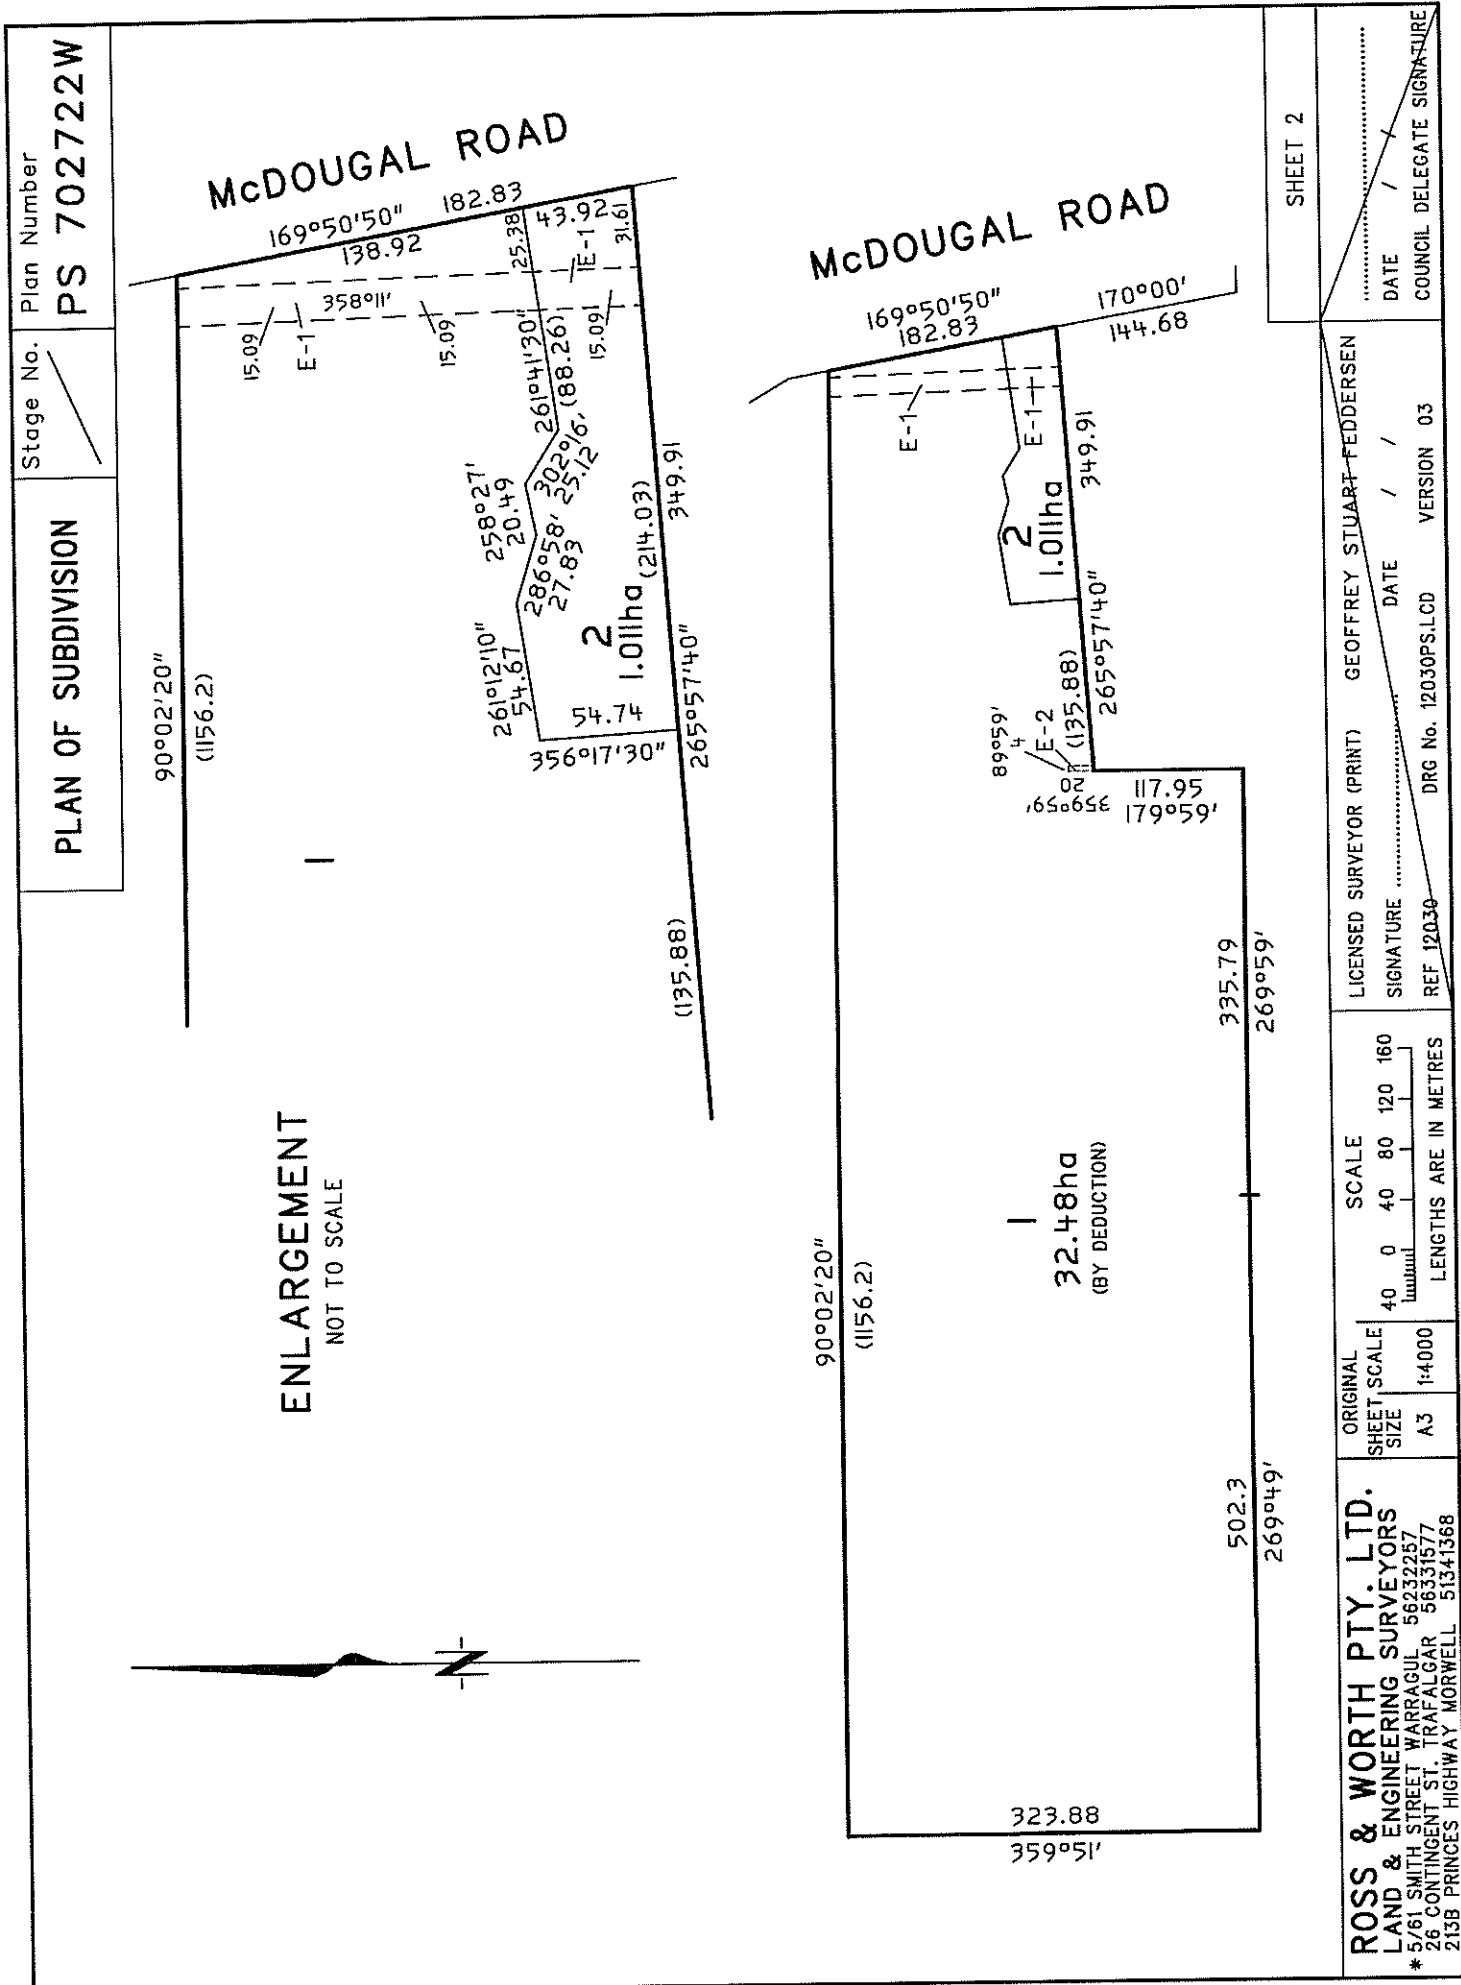 PLAN OF SUBDIVISION
Stage No.
Plan Number
PS 702722W
McDOUGAL ROAD
90°02'20"
(1156.2)
169°50'50"
182.83
138.92
43.92
25.38
31.61
E-1
358°11'
15.09
E-1
15.09
15.09
261°41'30"
(88.26)
302°16'
25.12
258°27'
20.49
286°58'
27.83
261°12'10"
54.67
2
1.011ha
54.74
356°17'30"
(214.03)
349.91
265°57'40"
(135.88)
1
ENLARGEMENT
NOT TO SCALE
N
McDOUGAL ROAD
169°50'50"
182.83
170°00'
144.68
E-1
E-1
349.91
2
1.011ha
265°57'40"
(135.88)
E-2
89°59'
4
20
359°59'
117.95
179°59'
90°02'20"
(1156.2)
1
32.48ha
(BY DEDUCTION)
335.79
269°59'
502.3
269°49'
323.88
359°51'
SHEET 2
ROSS & WORTH PTY. LTD.
LAND & ENGINEERING SURVEYORS
* 5/61 SMITH STREET WARRAGUL 56232257
26 CONTINGENT ST. TRAFALGAR 56331577
213B PRINCES HIGHWAY MORWELL 51341368
ORIGINAL
SHEET SIZE
SCALE
A3
1:4000
SCALE
40 0 40 80 120 160
LENGTHS ARE IN METRES
LICENSED SURVEYOR (PRINT) GEOFFREY STUART FEDDERSEN
SIGNATURE .................... DATE / /
REF 12030 DRG No. 12030PS.LCD VERSION 03
DATE / /
COUNCIL DELEGATE SIGNATURE